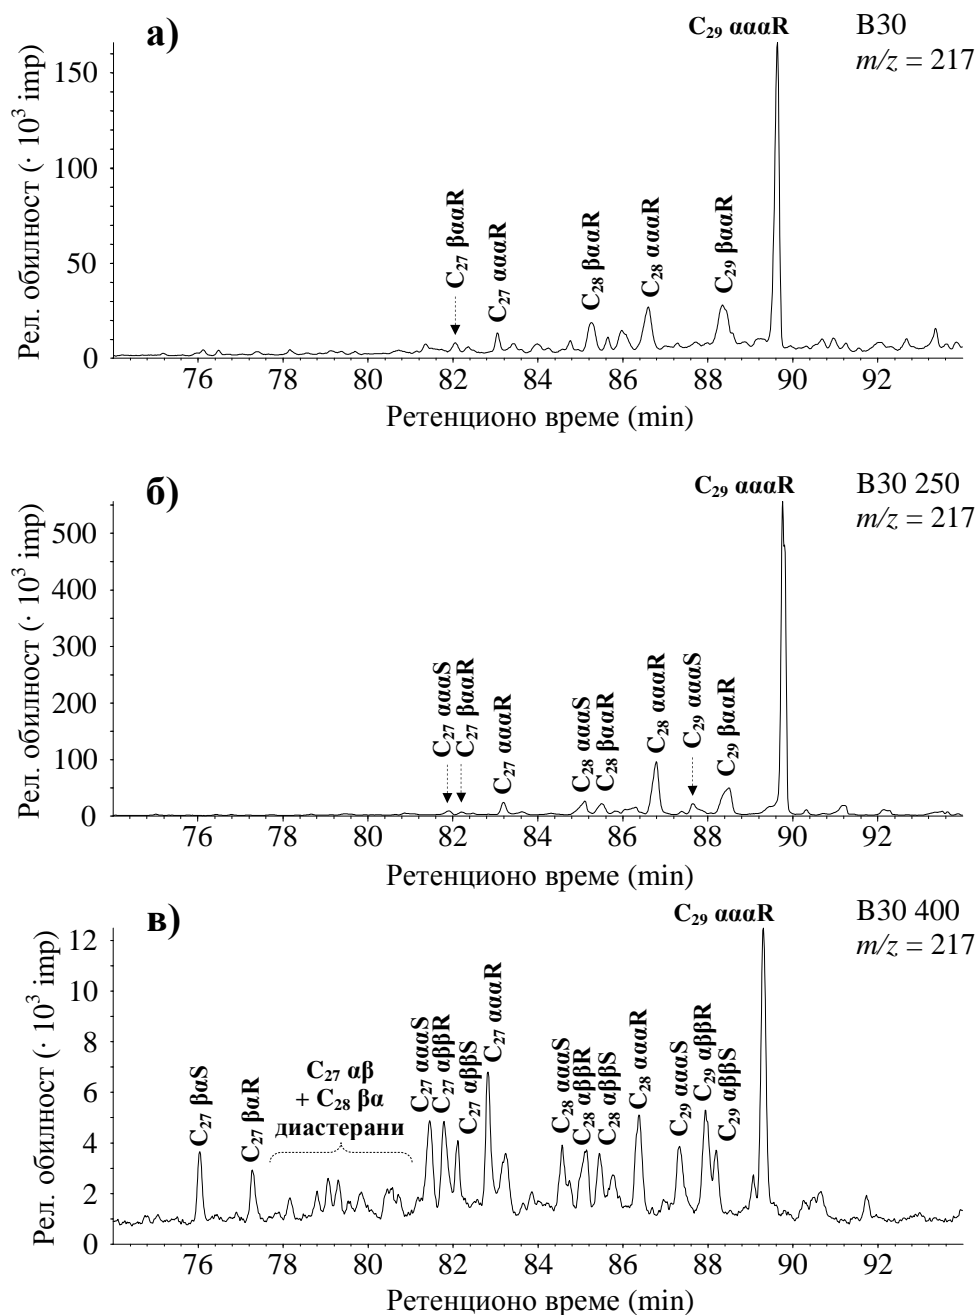 а)
C29 αααR
B30
m/z = 217
Рел. обилност (· 10³ imp)
150
100
50
0
C27 βααR
C27 αααR
C28 βααR
C28 αααR
C29 βααR
76 78 80 82 84 86 88 90 92
Ретенционо време (min)
б)
C29 αααR
B30 250
m/z = 217
Рел. обилност (· 10³ imp)
500
400
300
200
100
0
C27 αααS
C27 βααR
C27 αααR
C28 αααS
C28 βααR
C28 αααR
C29 αααS
C29 βααR
76 78 80 82 84 86 88 90 92
Ретенционо време (min)
в)
C29 αααR
B30 400
m/z = 217
Рел. обилност (· 10³ imp)
12
10
8
6
4
2
0
C27 βαS
C27 βαR
C27 αβ
+ C28 βα
диастерани
C27 αααS
C27 αββR
C27 αββS
C27 αααR
C28 αααS
C28 αββR
C28 αββS
C28 αααR
C29 αααS
C29 αββR
C29 αββS
76 78 80 82 84 86 88 90 92
Ретенционо време (min)